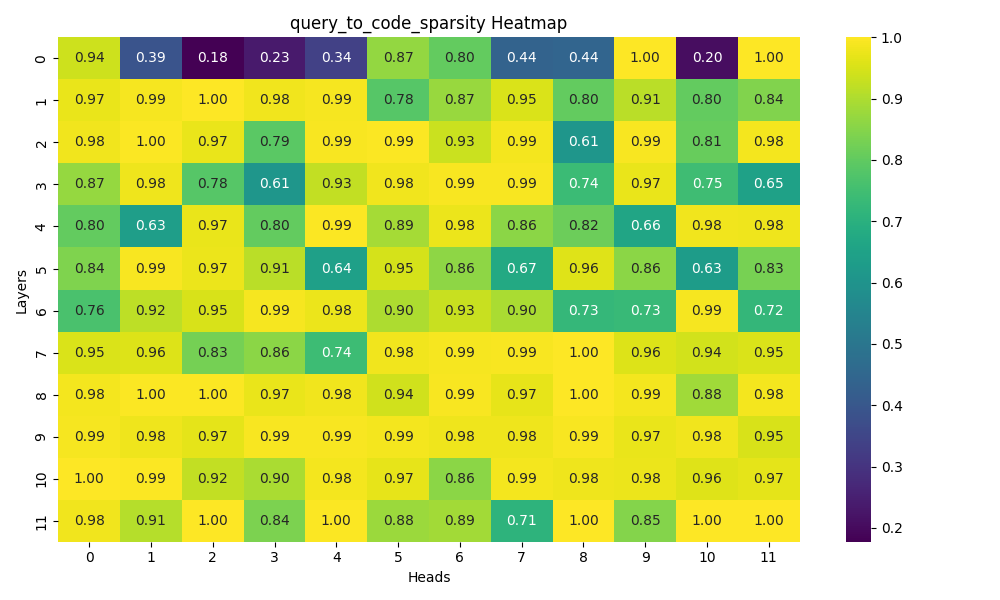 query_to_code_sparsity Heatmap
0 0.94 0.39 0.18 0.23 0.34 0.87 0.80 0.44 0.44 1.00 0.20 1.00
1 0.97 0.99 1.00 0.98 0.99 0.78 0.87 0.95 0.80 0.91 0.80 0.84
2 0.98 1.00 0.97 0.79 0.99 0.99 0.93 0.99 0.61 0.99 0.81 0.98
3 0.87 0.98 0.78 0.61 0.93 0.98 0.99 0.99 0.74 0.97 0.75 0.65
4 0.80 0.63 0.97 0.80 0.99 0.89 0.98 0.86 0.82 0.66 0.98 0.98
5 0.84 0.99 0.97 0.91 0.64 0.95 0.86 0.67 0.96 0.86 0.63 0.83
6 0.76 0.92 0.95 0.99 0.98 0.90 0.93 0.90 0.73 0.73 0.99 0.72
7 0.95 0.96 0.83 0.86 0.74 0.98 0.99 0.99 1.00 0.96 0.94 0.95
8 0.98 1.00 1.00 0.97 0.98 0.94 0.99 0.97 1.00 0.99 0.88 0.98
9 0.99 0.98 0.97 0.99 0.99 0.99 0.98 0.98 0.99 0.97 0.98 0.95
10 1.00 0.99 0.92 0.90 0.98 0.97 0.86 0.99 0.98 0.98 0.96 0.97
11 0.98 0.91 1.00 0.84 1.00 0.88 0.89 0.71 1.00 0.85 1.00 1.00
0 1 2 3 4 5 6 7 8 9 10 11
Layers
Heads
1.0
0.9
0.8
0.7
0.6
0.5
0.4
0.3
0.2